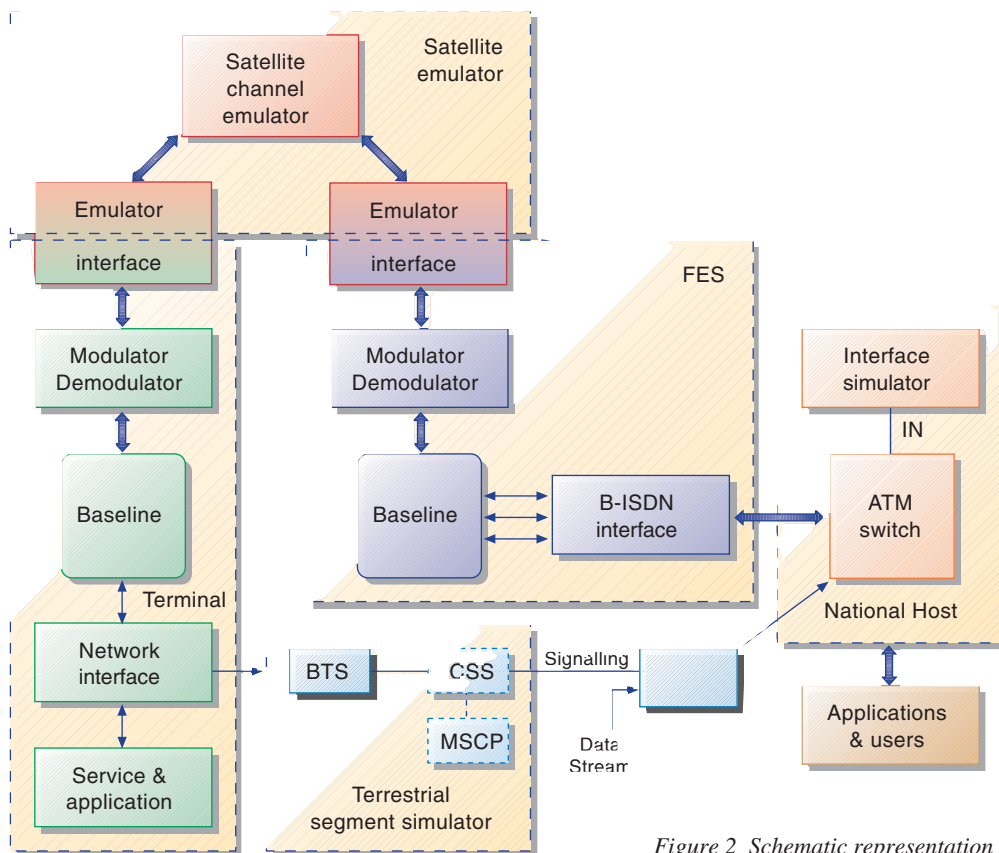 Satellite
channel
emulator
Satellite
emulator
Emulator
interface
Emulator
interface
FES
Modulator
Demodulator
Modulator
Demodulator
Interface
simulator
IN
Baseline
Baseline
B-ISDN
interface
ATM
switch
Terminal
National Host
Network
interface
BTS
CSS
Signalling
MSCP
Data
Stream
Applications
& users
Service &
application
Terrestrial
segment simulator
Figure 2 Schematic representation